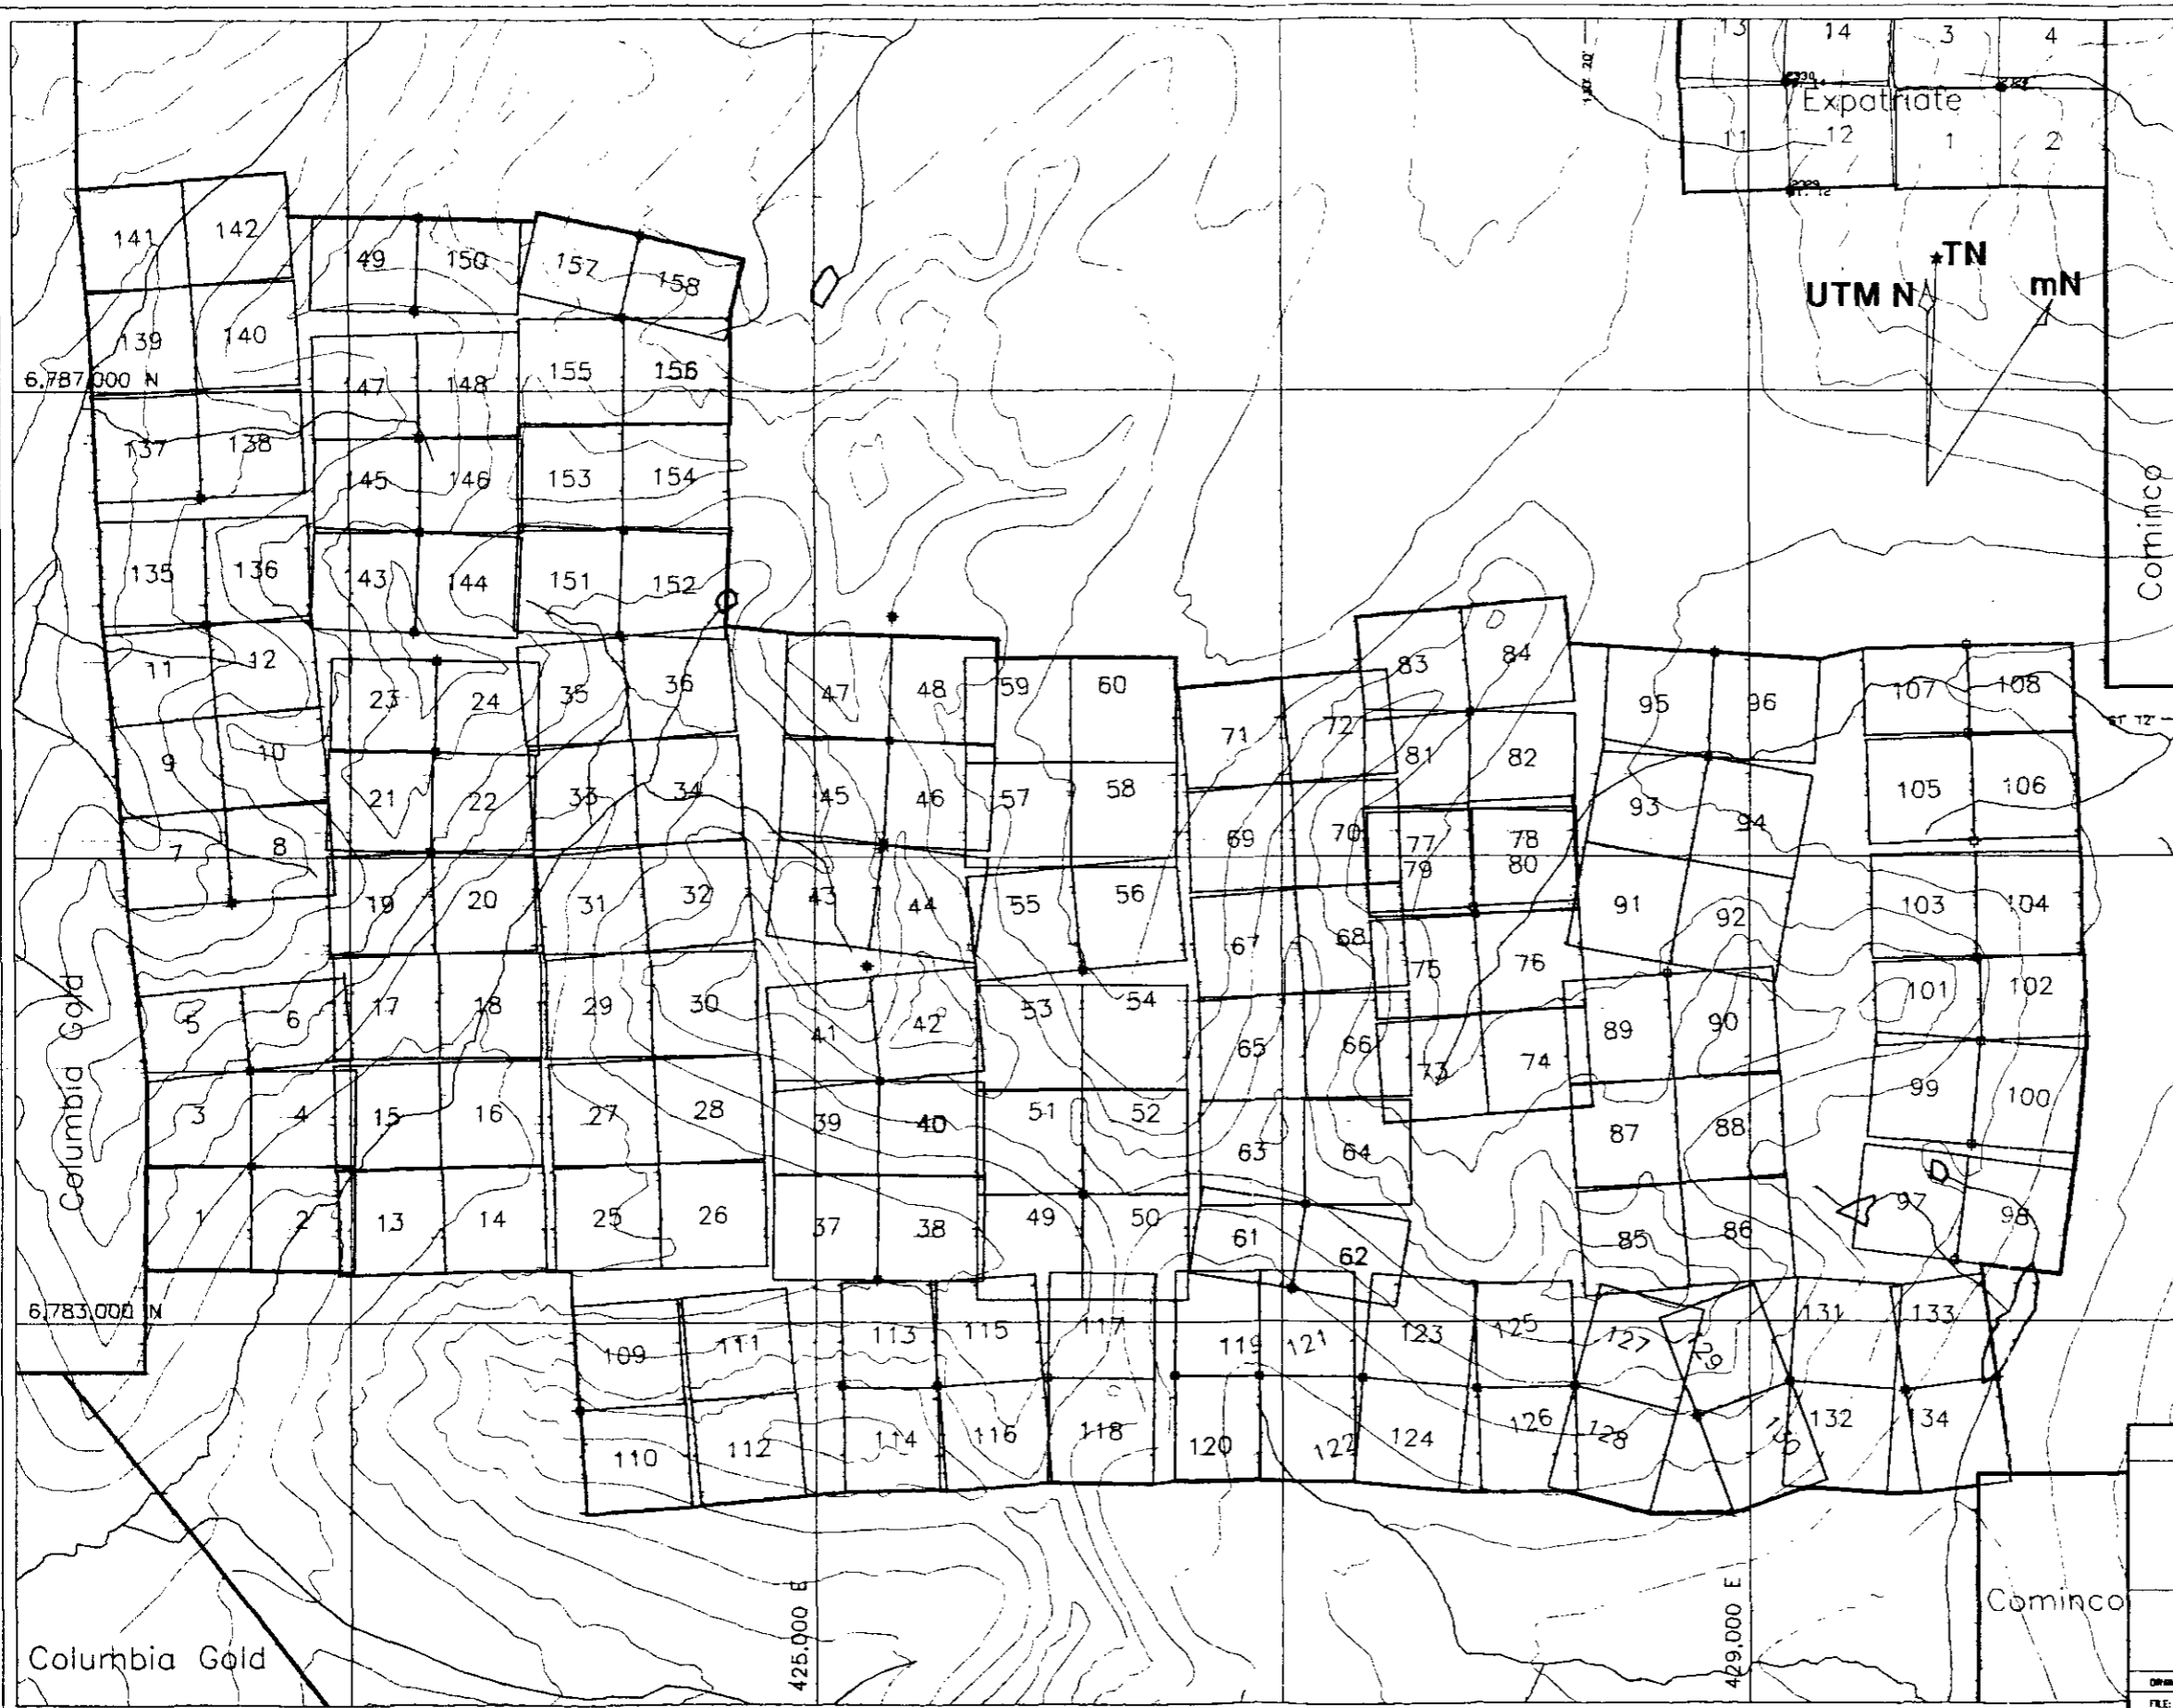 13 14 3 4
Expatriate
11 12 1 2
TN
UTM N
mN
Cominco
141 142
49 150 157 158
139 140
6,787,000 N
147 148 155 156
137 138
145 146 153 154
135 136 143 144 151 152
11 12 23 24 35 36 47 48 59 60 71 72 83 84 95 96 107 108
9 10 21 22 33 34 45 46 57 58 69 70 81 82 93 94 105 106
7 8 19 20 31 32 43 44 55 56 67 68 77 78 79 80 91 92 103 104
5 6 17 18 29 30 41 42 53 54 65 66 75 76 89 90 101 102
Columbia Gold
3 4 15 16 27 28 39 40 51 52 63 64 73 74 87 88 99 100
1 2 13 14 25 26 37 38 49 50 61 62 85 86 97 98
6,783,000 N
109 111 113 115 117 119 121 123 125 127 129 131 133
110 112 114 116 118 120 122 124 126 128 130 132 134
425,000 E
429,000 E
Cominco
Columbia Gold
FILE: